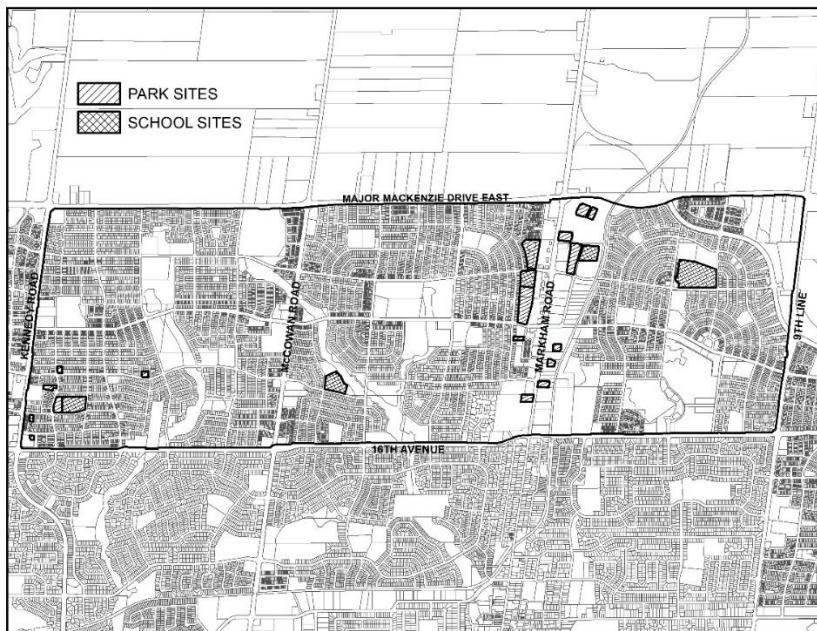 PARK SITES
SCHOOL SITES
MAJOR MACKENZIE DRIVE EAST
KENNEDY ROAD
McCOWAN ROAD
MARKHAM ROAD
9TH LINE
16TH AVENUE